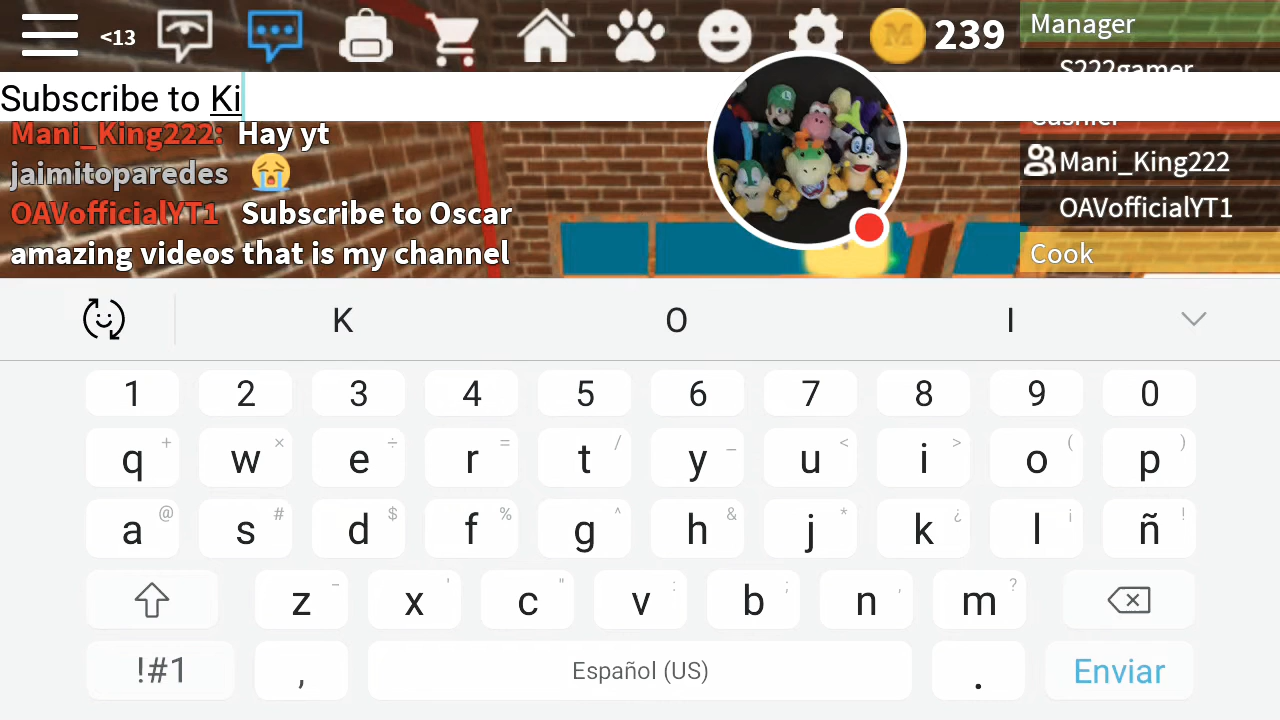 <13
M 239
Manager
S222gamer
Subscribe to Ki
Mani_King222: Hay yt
jaimitoparedes 😭
Mani_King222
OAVofficialYT1 Subscribe to Oscar
amazing videos that is my channel
OAVofficialYT1
Cook
K O I
1 2 3 4 5 6 7 8 9 0
q + w × e ÷ r = t / y _ u < i > o ( p )
a @ s # d $ f % g ^ h & j * k ¿ l ¡ ñ !
z - x ' c " v : b ; n , m ?
!#1 , Español (US) . Enviar